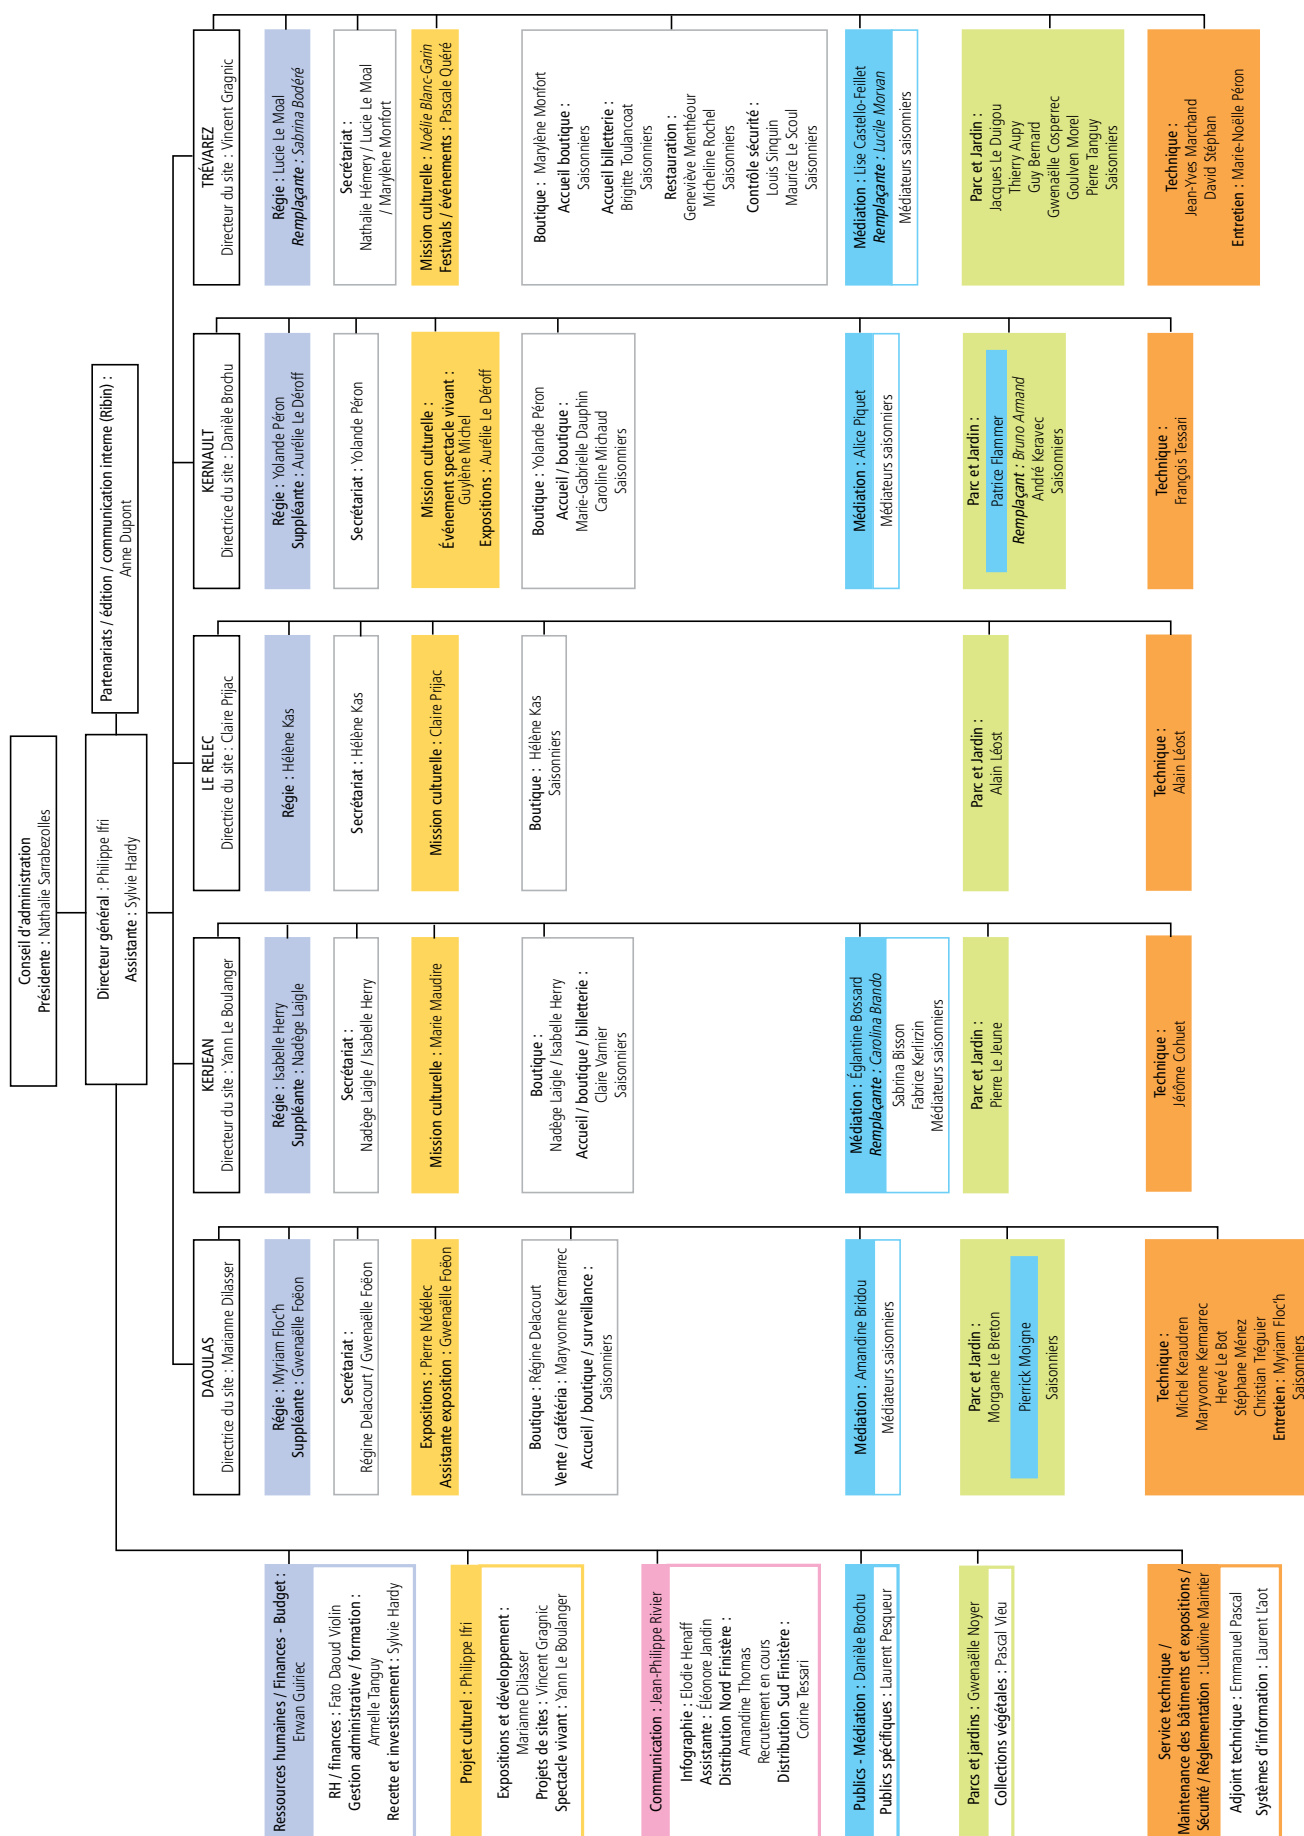 Conseil d'administration
Présidente : Nathalie Sarrabezolles
Directeur général : Philippe Ifri
Assistante : Sylvie Hardy
Partenariats / édition / communication interne (Ribin) :
Anne Dupont
Ressources humaines / Finances - Budget :
Erwan Guiriec
RH / finances : Fato Daoud Violin
Gestion administrative / formation :
Armelle Tanguy
Recette et investissement : Sylvie Hardy
Projet culturel : Philippe Ifri
Expositions et développement :
Marianne Dilasser
Projets de sites : Vincent Gragnic
Spectacle vivant : Yann Le Boulanger
Communication : Jean-Philippe Rivier
Infographie : Elodie Henaff
Assistante : Éléonore Jandin
Distribution Nord Finistère :
Amandine Thomas
Recrutement en cours
Distribution Sud Finistère :
Corine Tessari
Publics - Médiation : Danièle Brochu
Publics spécifiques : Laurent Pesqueur
Parcs et jardins : Gwenaëlle Noyer
Collections végétales : Pascal Vieu
Service technique /
Maintenance des bâtiments et expositions /
Sécurité / Réglementation : Ludivine Maintier
Adjoint technique : Emmanuel Pascal
Systèmes d'information : Laurent L'aot
DAOULAS
Directrice du site : Marianne Dilasser
Régie : Myriam Floc'h
Suppléante : Gwenaëlle Foëon
Secrétariat :
Régine Delacourt / Gwenaëlle Foëon
Expositions : Pierre Nédélec
Assistante exposition : Gwenaëlle Foëon
Boutique : Régine Delacourt
Vente / cafétéria : Maryvonne Kermarrec
Accueil / boutique / surveillance :
Saisonniers
Médiation : Amandine Bridou
Médiateurs saisonniers
Parc et Jardin :
Morgane Le Breton
Pierrick Moigne
Saisonniers
Technique :
Michel Keraudren
Maryvonne Kermarrec
Hervé Le Bot
Stéphane Ménez
Christian Tréguier
Entretien : Myriam Floc'h
Saisonniers
KERJEAN
Directeur du site : Yann Le Boulanger
Régie : Isabelle Herry
Suppléante : Nadège Laigle
Secrétariat :
Nadège Laigle / Isabelle Herry
Mission culturelle : Marie Maudire
Boutique :
Nadège Laigle / Isabelle Herry
Accueil / boutique / billetterie :
Claire Varnier
Saisonniers
Médiation : Églantine Bossard
Remplaçante : Carolina Brando
Sabrina Bisson
Fabrice Kerlirzin
Médiateurs saisonniers
Parc et Jardin :
Pierre Le Jeune
Technique :
Jérôme Cohuet
LE RELEC
Directrice du site : Claire Prijac
Régie : Hélène Kas
Secrétariat : Hélène Kas
Mission culturelle : Claire Prijac
Boutique : Hélène Kas
Saisonniers
Parc et Jardin :
Alain Léost
Technique :
Alain Léost
KERNAULT
Directrice du site : Danièle Brochu
Régie : Yolande Péron
Suppléante : Aurélie Le Déroff
Secrétariat : Yolande Péron
Mission culturelle :
Événement spectacle vivant :
Guylène Michel
Expositions : Aurélie Le Déroff
Boutique : Yolande Péron
Accueil / boutique :
Marie-Gabrielle Dauphin
Caroline Michaud
Saisonniers
Médiation : Alice Piquet
Médiateurs saisonniers
Parc et Jardin :
Patrice Flammer
Remplaçant : Bruno Armand
André Keravec
Saisonniers
Technique :
François Tessari
TRÉVAREZ
Directeur du site : Vincent Gragnic
Régie : Lucie Le Moal
Remplaçante : Sabrina Bodéré
Secrétariat :
Nathalie Hémery / Lucie Le Moal
/ Marylène Monfort
Mission culturelle : Noëlie Blanc-Garin
Festivals / événements : Pascale Quéré
Boutique : Marylène Monfort
Accueil boutique :
Saisonniers
Accueil billetterie :
Brigitte Toulancoat
Saisonniers
Restauration :
Geneviève Menthéour
Micheline Rochel
Saisonniers
Contrôle sécurité :
Louis Sinquin
Maurice Le Scoul
Saisonniers
Médiation : Lise Castello-Feillet
Remplaçante : Lucile Morvan
Médiateurs saisonniers
Parc et Jardin :
Jacques Le Duigou
Thierry Aupy
Guy Bernard
Gwenaëlle Cosperrec
Goulven Morel
Pierre Tanguy
Saisonniers
Technique :
Jean-Yves Marchand
David Stéphan
Entretien : Marie-Noëlle Péron